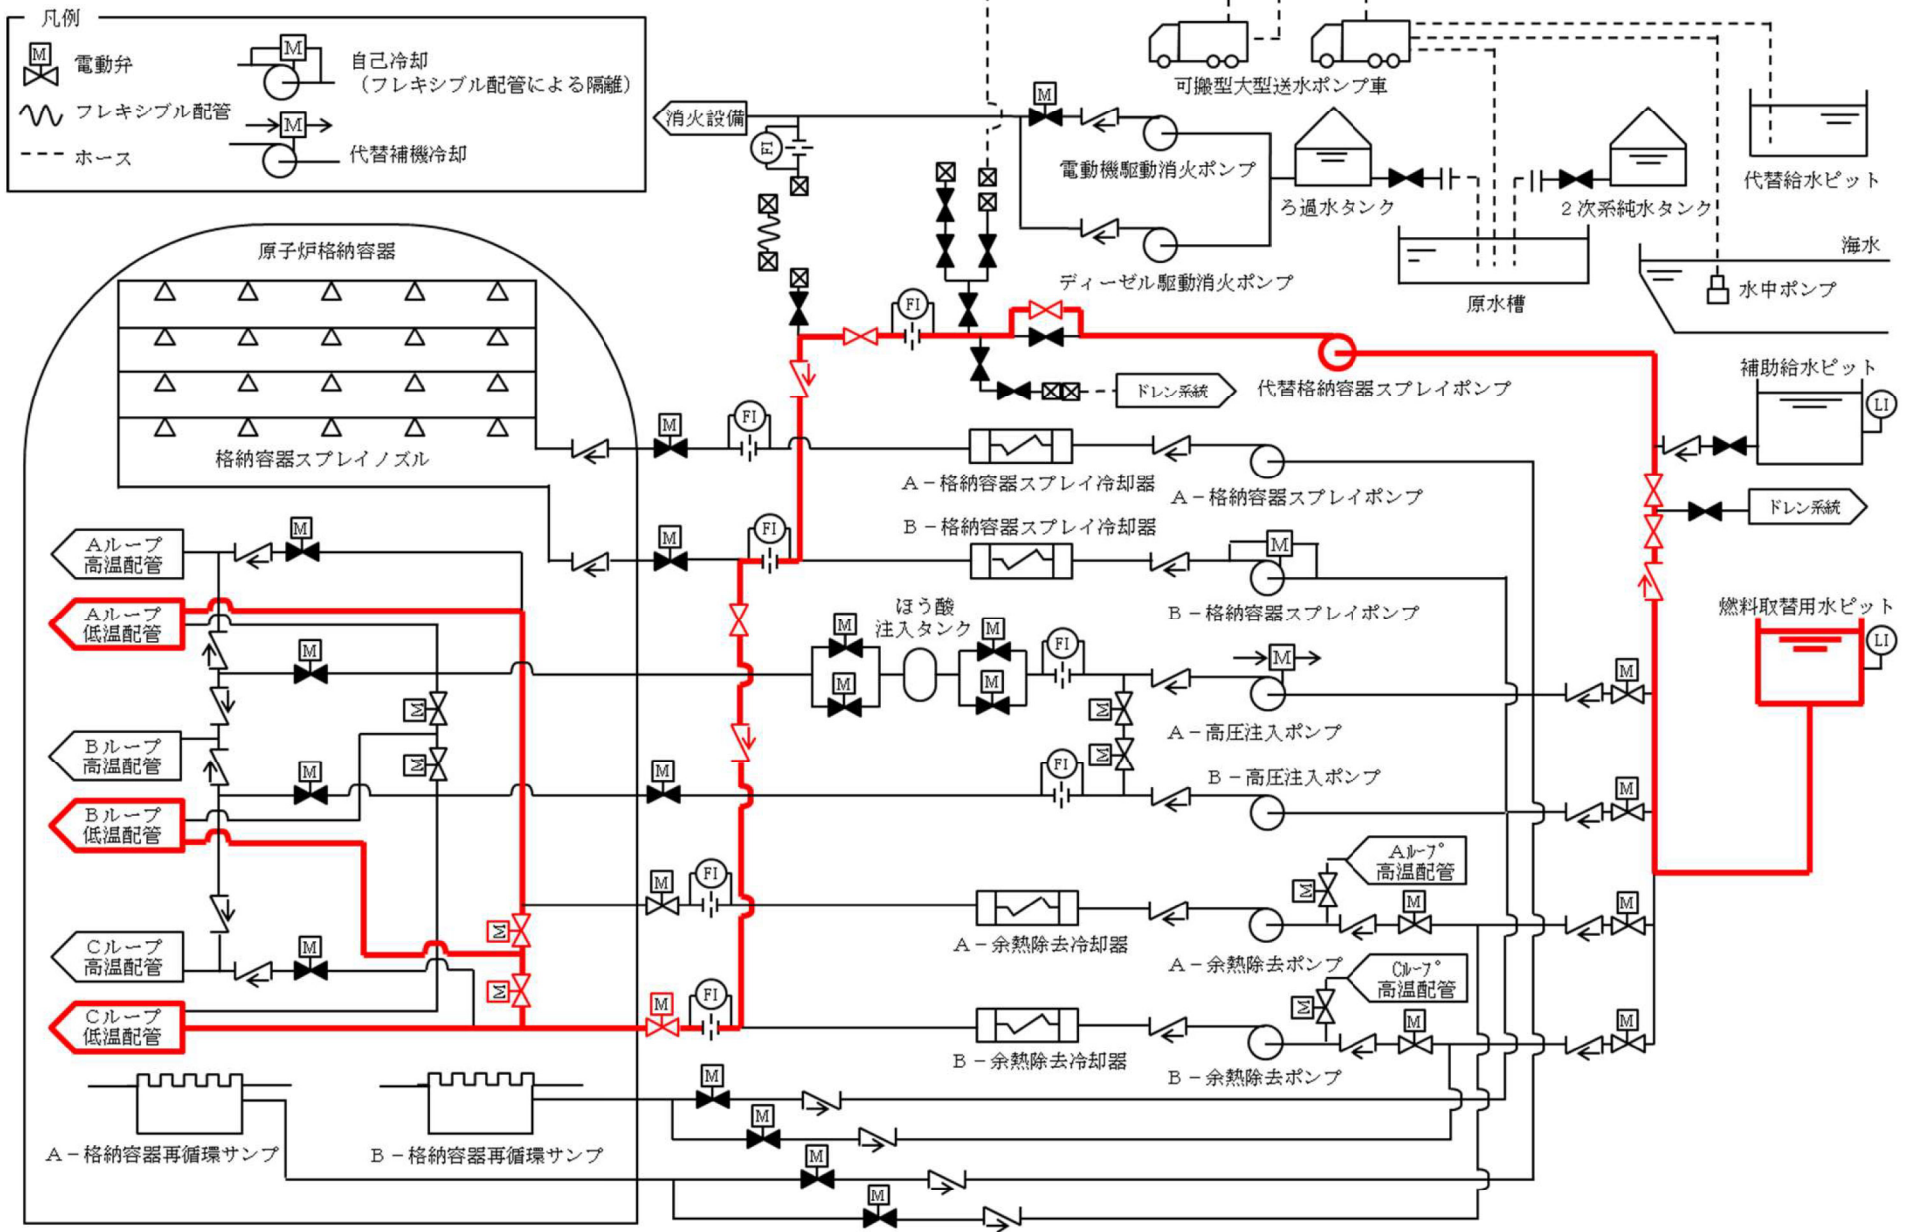 凡例
M
電動弁
フレキシブル配管
ホース
M
自己冷却
（フレキシブル配管による隔離）
M
代替補機冷却
可搬型大型送水ポンプ車
消火設備
FI
M
電動機駆動消火ポンプ
ディーゼル駆動消火ポンプ
ろ過水タンク
２次系純水タンク
代替給水ピット
原水槽
海水
水中ポンプ
原子炉格納容器
格納容器スプレイノズル
FI
代替格納容器スプレイポンプ
ドレン系統
補助給水ピット
LI
M
FI
Ａ－格納容器スプレイ冷却器
Ａ－格納容器スプレイポンプ
ドレン系統
M
FI
Ｂ－格納容器スプレイ冷却器
M
Ｂ－格納容器スプレイポンプ
燃料取替用水ピット
LI
Ａループ
高温配管
M
Ａループ
低温配管
M
M
M
ほう酸
注入タンク
M
M
FI
M
M
M
Ａ－高圧注入ポンプ
M
Ｂループ
高温配管
M
M
M
FI
M
Ｂ－高圧注入ポンプ
M
Ｂループ
低温配管
M
FI
Ａ－余熱除去冷却器
Ａﾙｰﾌﾟ
高温配管
M
M
Ａ－余熱除去ポンプ
M
M
Ｃループ
高温配管
M
M
Ｃループ
低温配管
M
FI
Ｂ－余熱除去冷却器
Ｃﾙｰﾌﾟ
高温配管
M
M
Ｂ－余熱除去ポンプ
M
Ａ－格納容器再循環サンプ
Ｂ－格納容器再循環サンプ
M
M
M
M